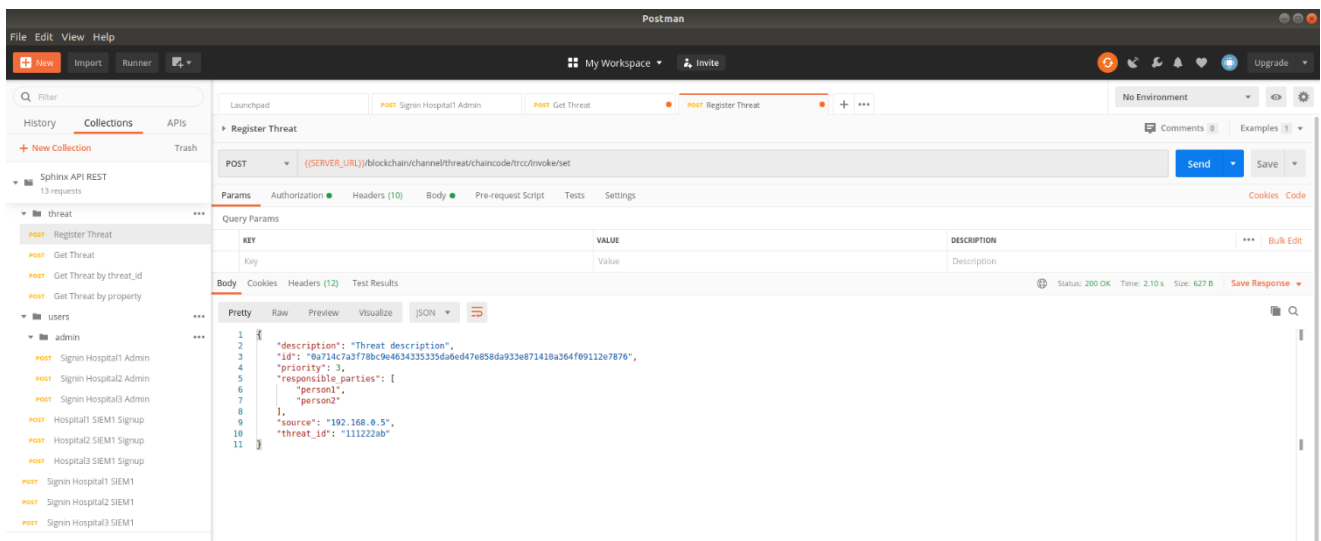 Postman
File Edit View Help
New Import Runner My Workspace Invite Upgrade
Filter
History Collections APIs
+ New Collection Trash
Sphinx API REST
13 requests
threat
POST Register Threat
POST Get Threat
POST Get Threat by threat_id
POST Get Threat by property
users
admin
POST Signin Hospital1 Admin
POST Signin Hospital2 Admin
POST Signin Hospital3 Admin
POST Hospital1 SIEM1 Signup
POST Hospital2 SIEM1 Signup
POST Hospital3 SIEM1 Signup
POST Signin Hospital1 SIEM1
POST Signin Hospital2 SIEM1
POST Signin Hospital3 SIEM1
Launchpad POST Signin Hospital1 Admin POST Get Threat POST Register Threat No Environment
Register Threat Comments 0 Examples 1
POST {{SERVER_URL}}/blockchain/channel/threat/chaincode/trcc/invoke/set Send Save
Params Authorization Headers (10) Body Pre-request Script Tests Settings Cookies Code
Query Params
KEY VALUE DESCRIPTION Bulk Edit
Key Value Description
Body Cookies Headers (12) Test Results Status: 200 OK Time: 2.10 s Size: 627 B Save Response
Pretty Raw Preview Visualize JSON
1 {
2 "description": "Threat description",
3 "id": "0a714c7a3f78bc9e4634335335da6ed47e858da933e871410a364f09112e7876",
4 "priority": 3,
5 "responsible_parties": [
6 "person1",
7 "person2"
8 ],
9 "source": "192.168.0.5",
10 "threat_id": "111222ab"
11 }